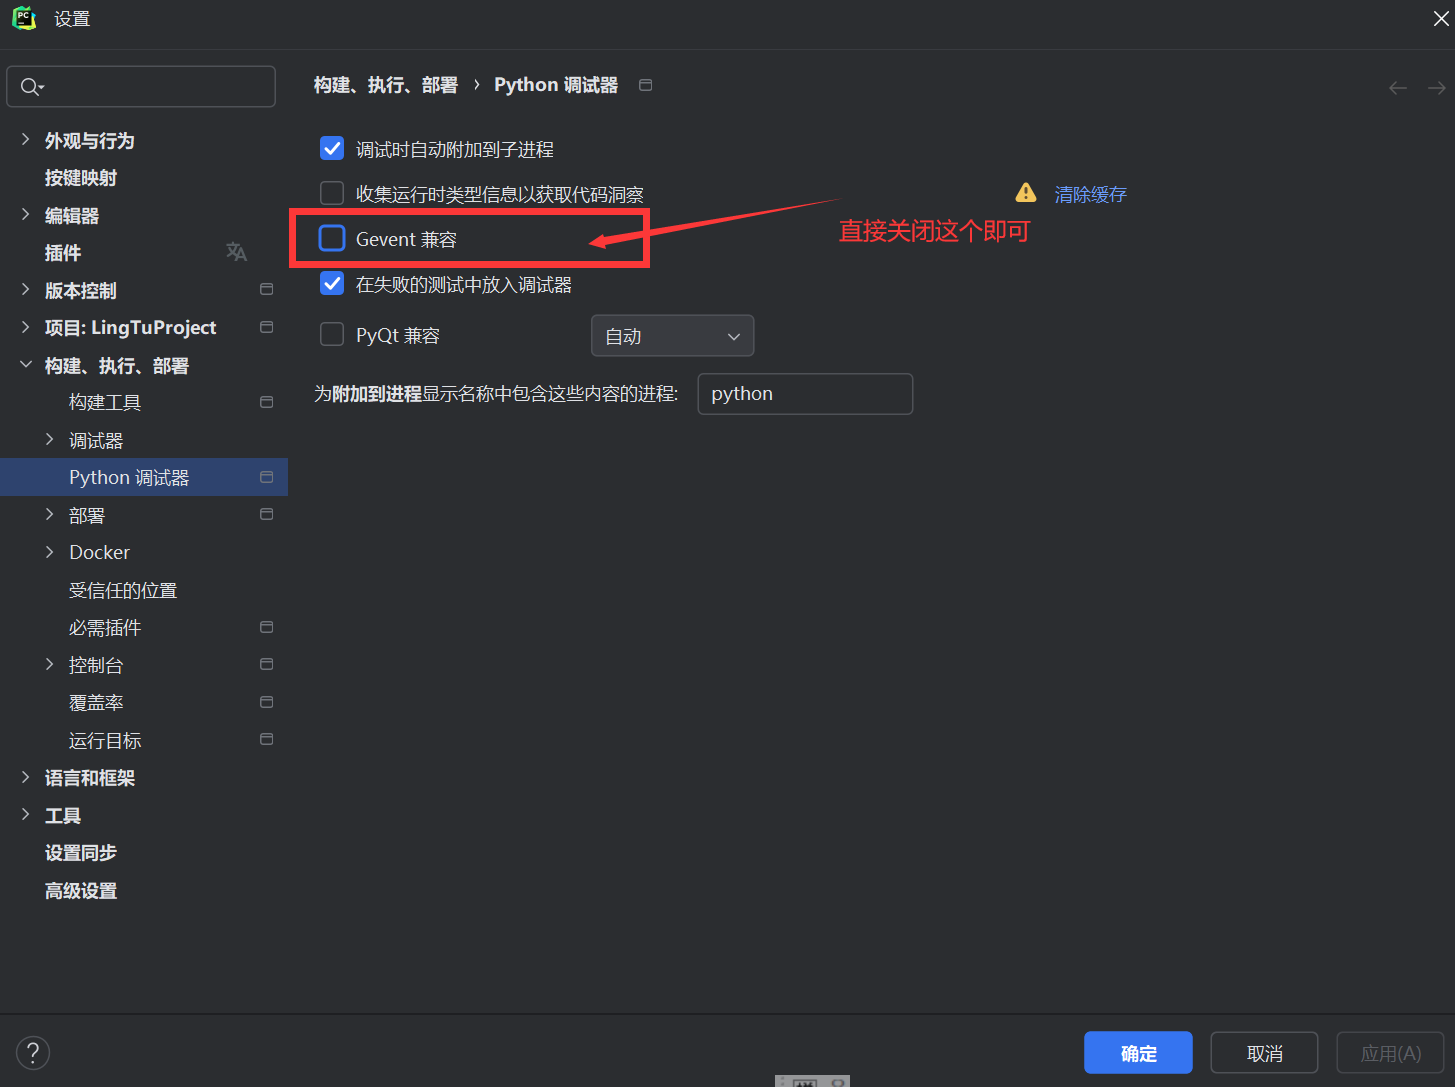 PC
设置
构建、执行、部署 › Python 调试器
外观与行为
按键映射
编辑器
插件
版本控制
项目: LingTuProject
构建、执行、部署
构建工具
调试器
Python 调试器
部署
Docker
受信任的位置
必需插件
控制台
覆盖率
运行目标
语言和框架
工具
设置同步
高级设置
调试时自动附加到子进程
收集运行时类型信息以获取代码洞察
清除缓存
Gevent 兼容
直接关闭这个即可
在失败的测试中放入调试器
PyQt 兼容
自动
为附加到进程显示名称中包含这些内容的进程:
python
?
确定
取消
应用(A)